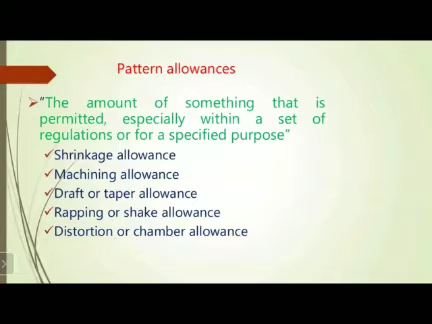 Pattern allowances
"The amount of something that is
permitted, especially within a set of
regulations or for a specified purpose"
Shrinkage allowance
Machining allowance
Draft or taper allowance
Rapping or shake allowance
Distortion or chamber allowance